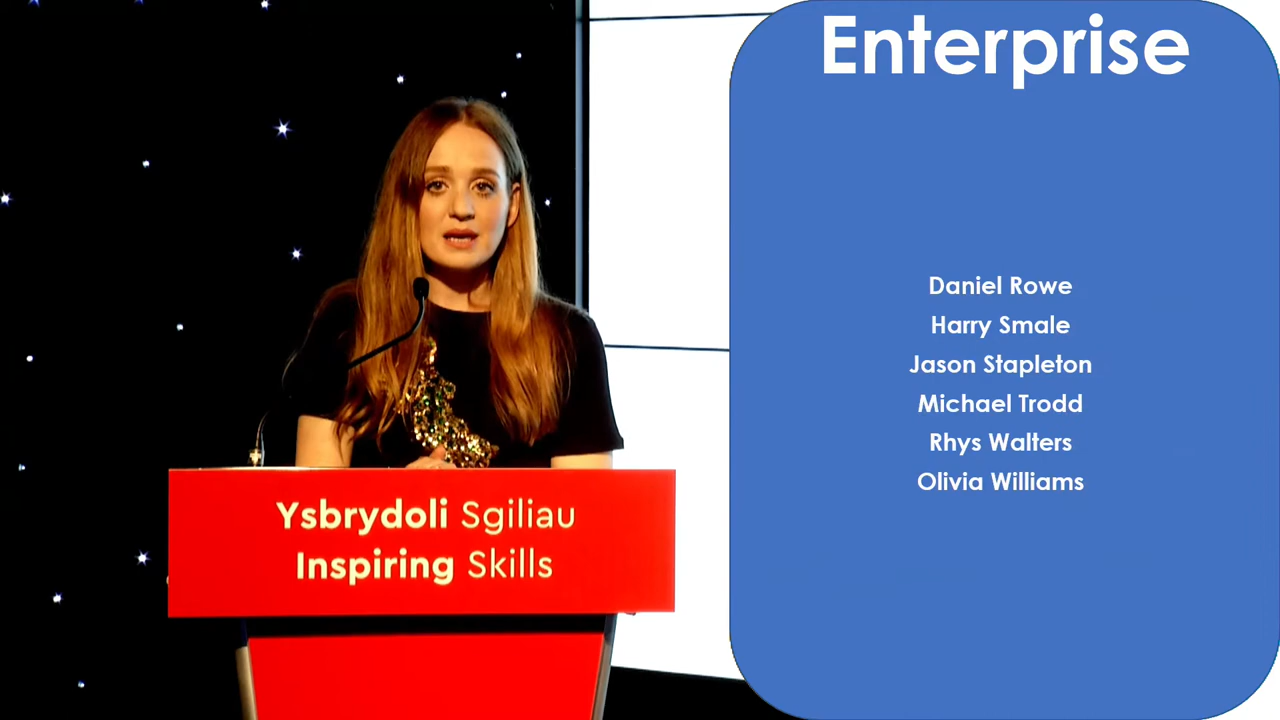 Enterprise
Daniel Rowe
Harry Smale
Jason Stapleton
Michael Trodd
Rhys Walters
Olivia Williams
Ysbrydoli Sgiliau
Inspiring Skills